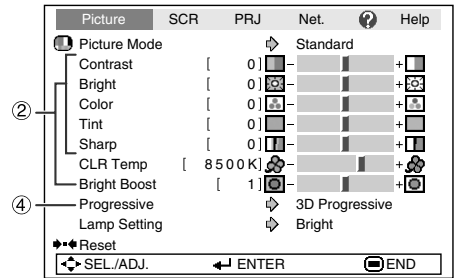 Picture SCR PRJ Net. ? Help
Picture Mode Standard
Contrast [ 0] - +
Bright [ 0] - +
Color [ 0] - +
Tint [ 0] - +
Sharp [ 0] - +
CLR Temp [ 8500K] - +
Bright Boost [ 1] - +
Progressive 3D Progressive
Lamp Setting Bright
Reset
SEL./ADJ. ENTER END
2
4